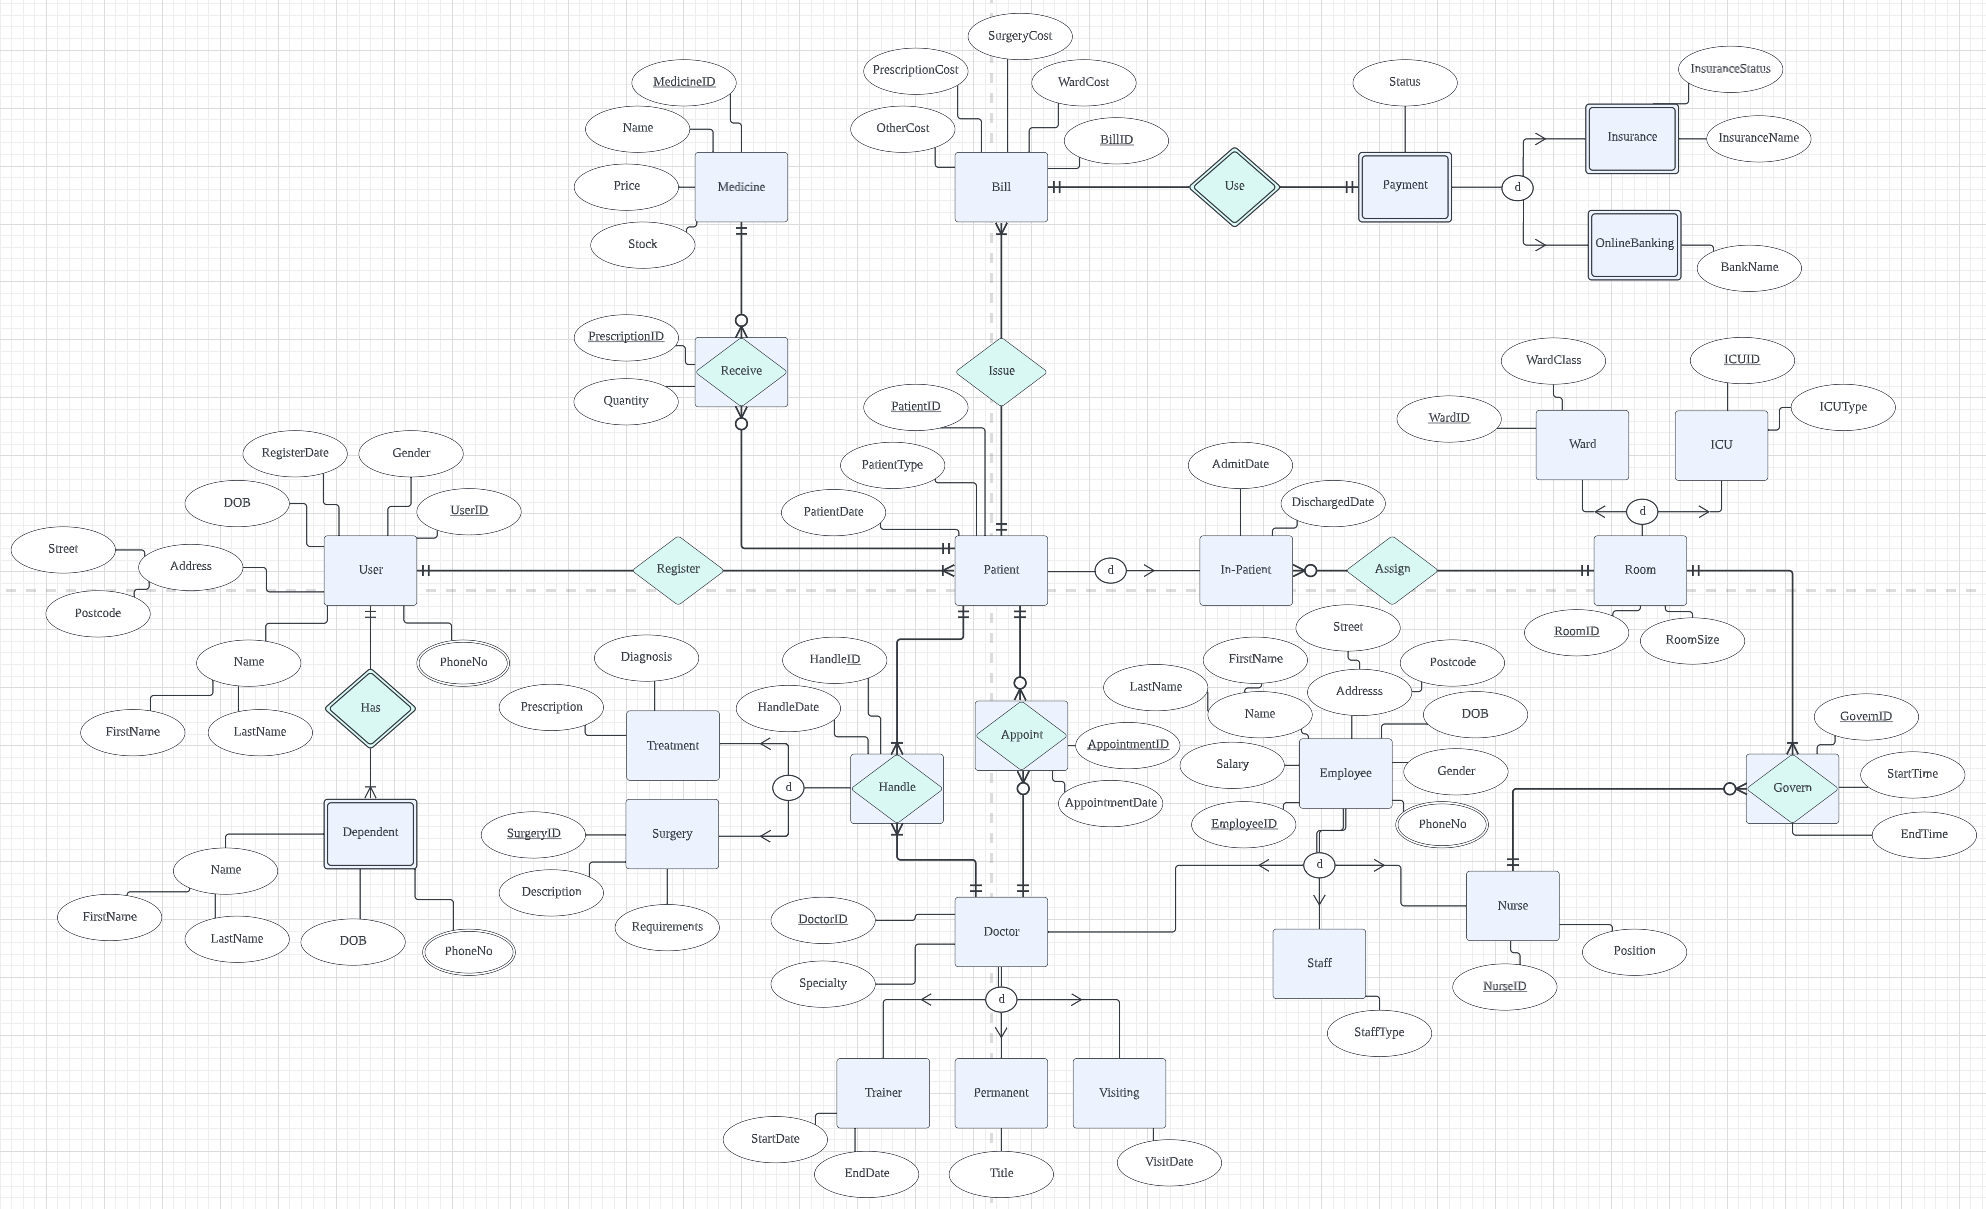 SurgeryCost
PrescriptionCost
WardCost
OtherCost
BillID
Bill
MedicineID
Name
Price
Stock
Medicine
Use
Status
Payment
d
InsuranceStatus
Insurance
InsuranceName
OnlineBanking
BankName
PrescriptionID
Quantity
Receive
Issue
PatientID
PatientType
PatientDate
WardClass
WardID
Ward
ICUID
ICUType
ICU
d
RegisterDate
Gender
DOB
UserID
Street
Address
Postcode
User
Register
Patient
d
AdmitDate
DischargedDate
In-Patient
Assign
Room
RoomID
RoomSize
Name
FirstName
LastName
PhoneNo
Has
Diagnosis
Prescription
Treatment
HandleID
HandleDate
d
Handle
SurgeryID
Surgery
Description
Requirements
Appoint
AppointmentID
AppointmentDate
Street
FirstName
Postcode
LastName
Name
Addresss
DOB
Salary
Employee
Gender
EmployeeID
PhoneNo
d
GovernID
StartTime
Govern
EndTime
Dependent
Name
FirstName
LastName
DOB
PhoneNo
DoctorID
Doctor
Specialty
d
Staff
StaffType
Nurse
Position
NurseID
Trainer
Permanent
Visiting
StartDate
EndDate
Title
VisitDate